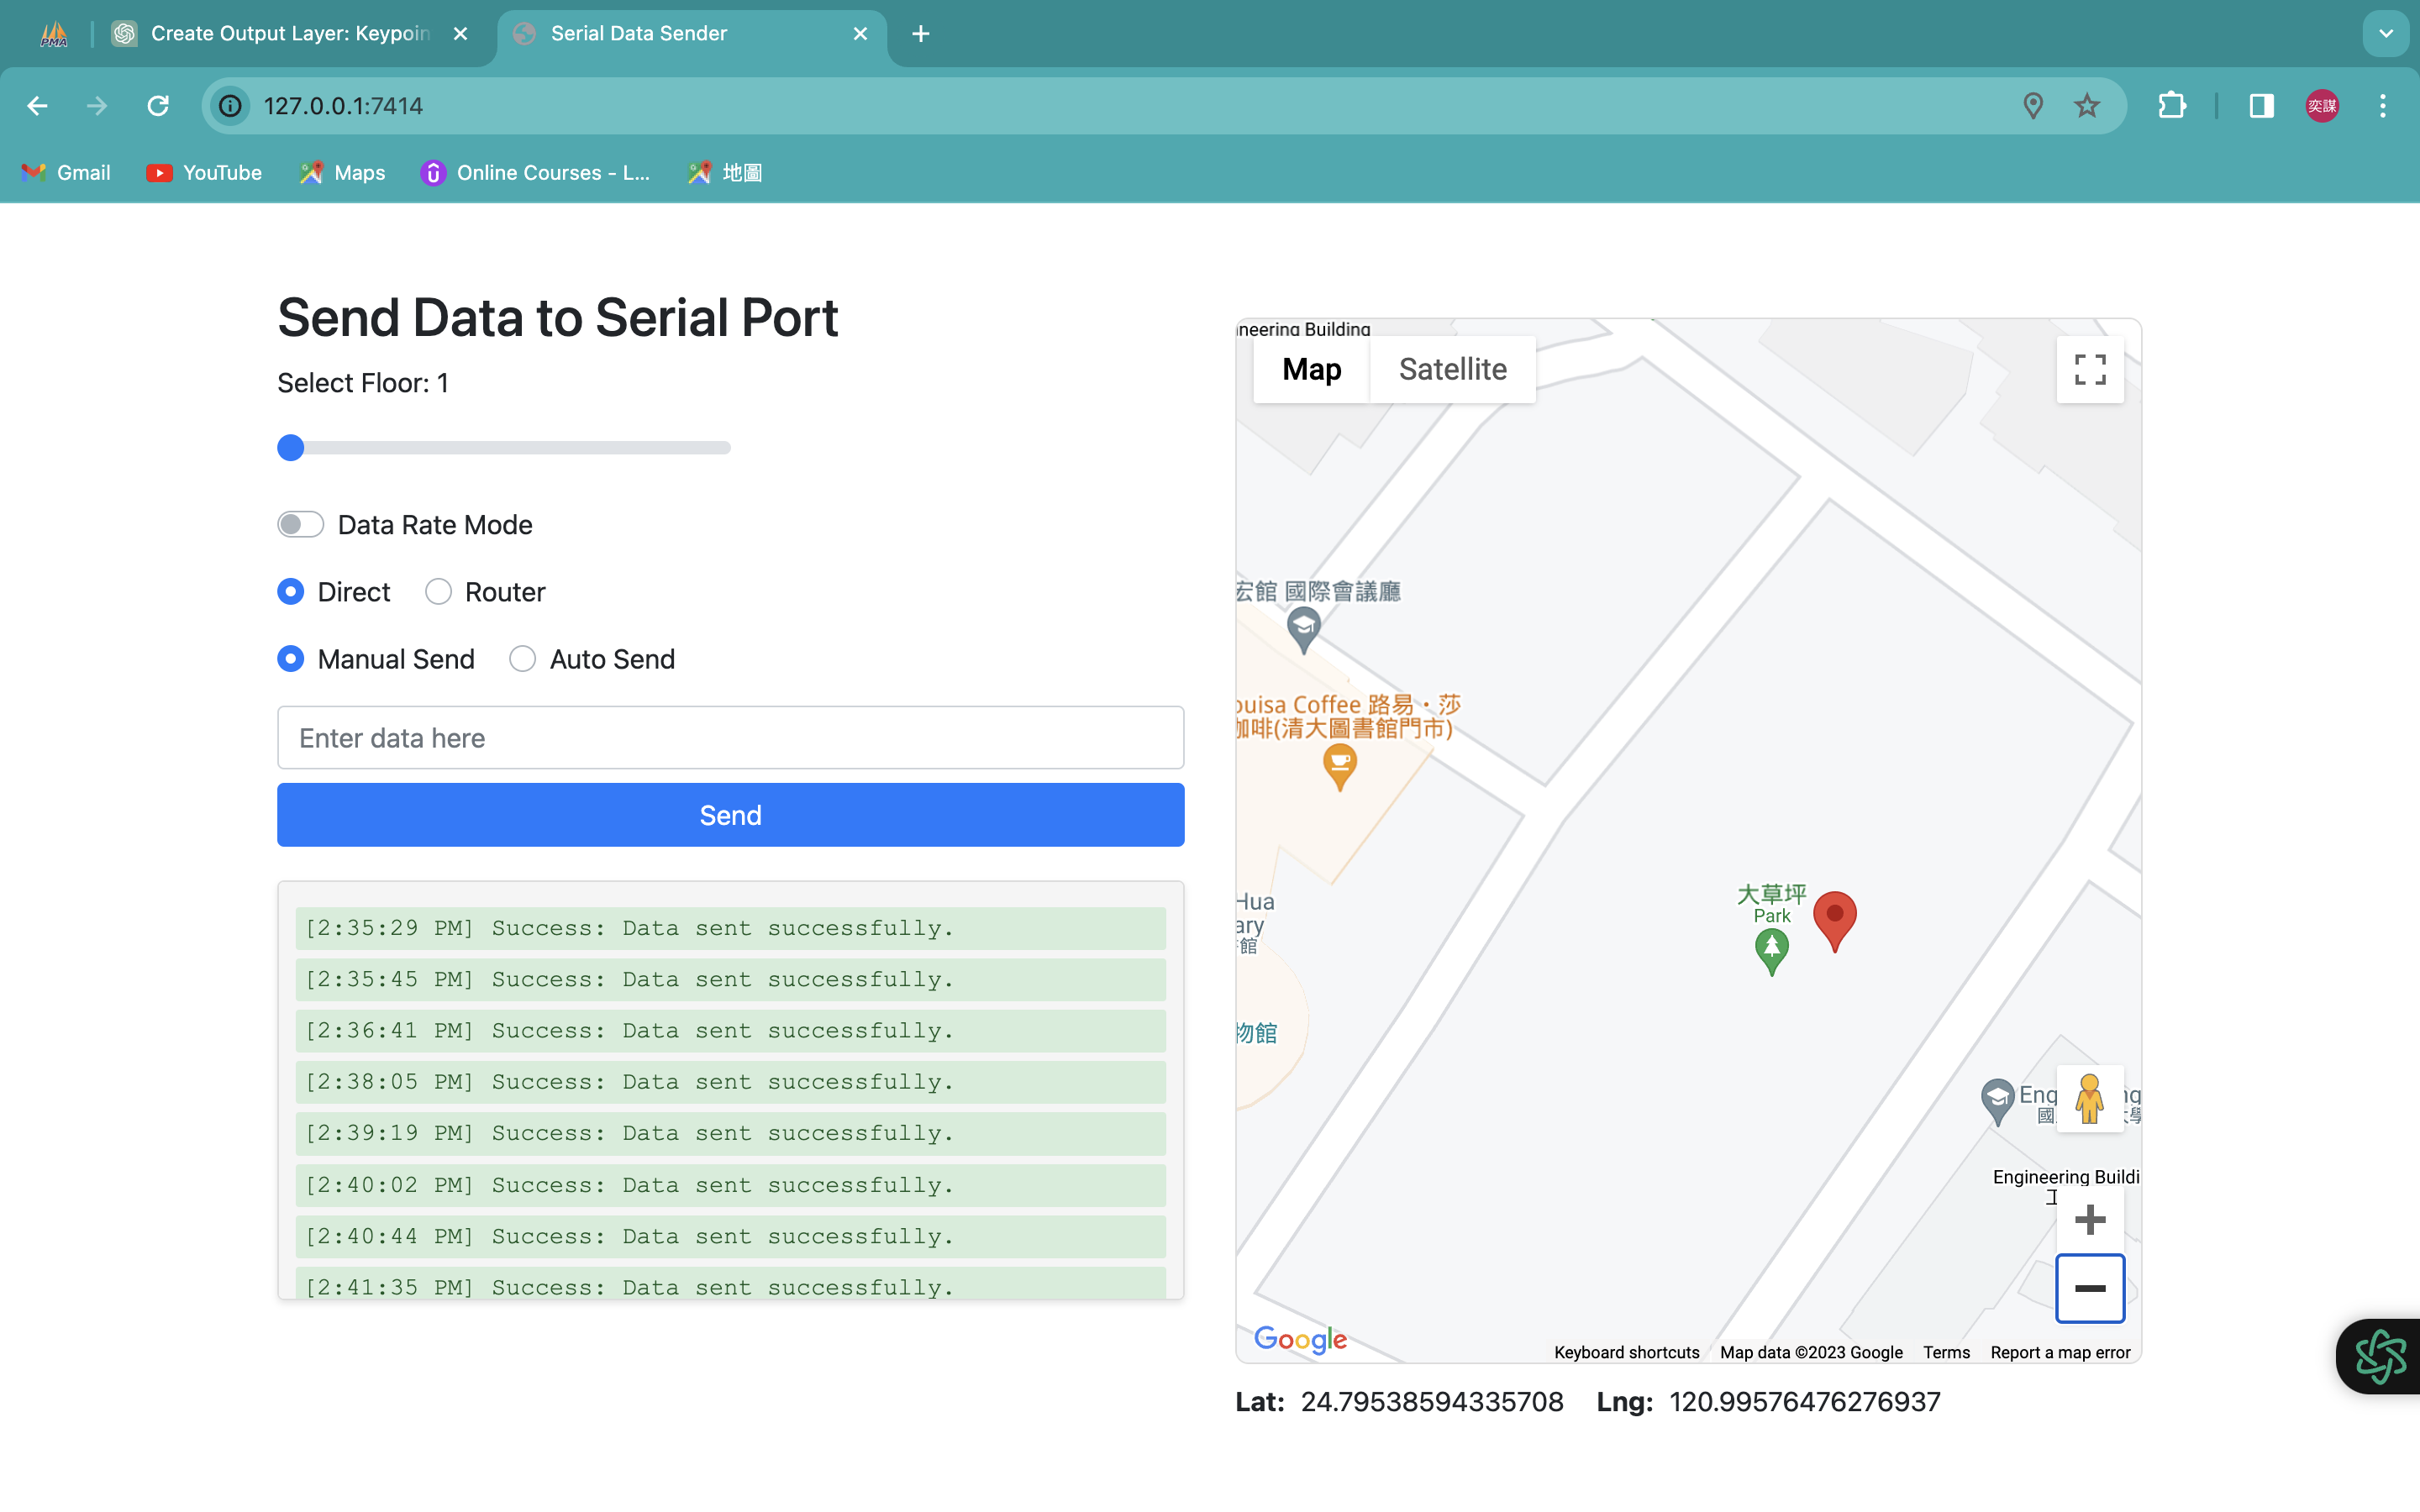 PMA
Create Output Layer: Keypoin
Serial Data Sender
127.0.0.1:7414
奕謀
Gmail
YouTube
Maps
Online Courses - L...
地圖
Send Data to Serial Port
Select Floor: 1
Data Rate Mode
Direct
Router
Manual Send
Auto Send
Enter data here
Send
[2:35:29 PM] Success: Data sent successfully.
[2:35:45 PM] Success: Data sent successfully.
[2:36:41 PM] Success: Data sent successfully.
[2:38:05 PM] Success: Data sent successfully.
[2:39:19 PM] Success: Data sent successfully.
[2:40:02 PM] Success: Data sent successfully.
[2:40:44 PM] Success: Data sent successfully.
[2:41:35 PM] Success: Data sent successfully.
neering Building
Map
Satellite
宏館 國際會議廳
ouisa Coffee 路易・莎
咖啡(清大圖書館門市)
Hua
ary
館
物館
大草坪
Park
Eng
國
學
Engineering Buildi
工
Google
Keyboard shortcuts
Map data ©2023 Google
Terms
Report a map error
Lat: 24.79538594335708 Lng: 120.99576476276937